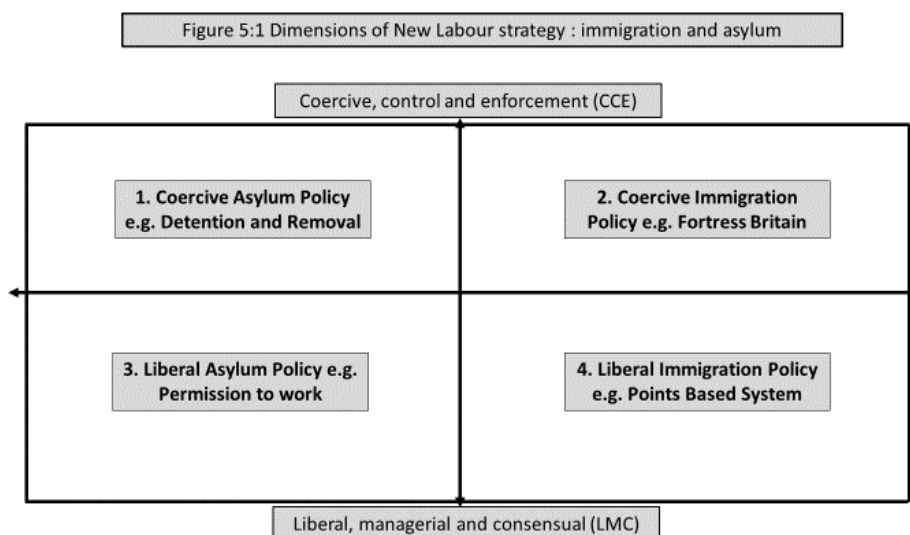 Figure 5:1 Dimensions of New Labour strategy : immigration and asylum
Coercive, control and enforcement (CCE)
1. Coercive Asylum Policy
e.g. Detention and Removal
2. Coercive Immigration
Policy e.g. Fortress Britain
3. Liberal Asylum Policy e.g.
Permission to work
4. Liberal Immigration Policy
e.g. Points Based System
Liberal, managerial and consensual (LMC)